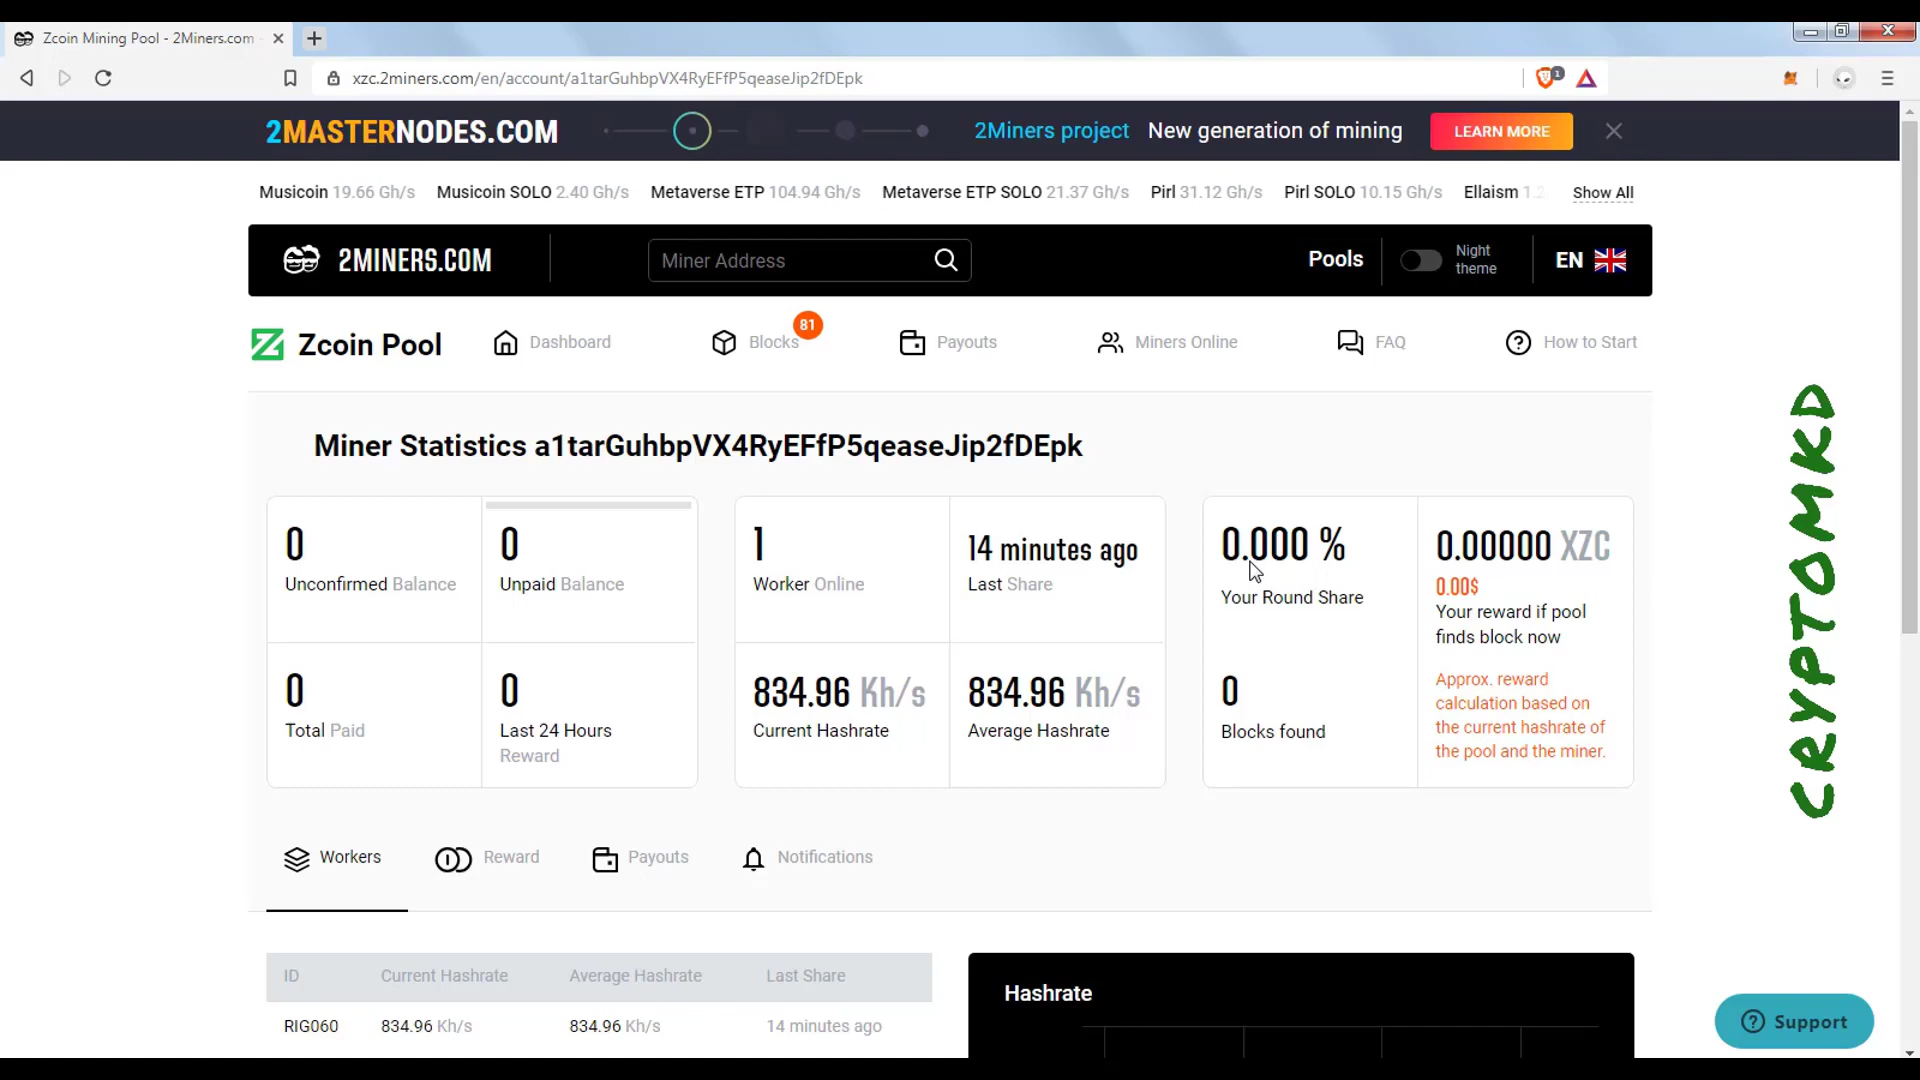 Zcoin Mining Pool - 2Miners.com
xzc.2miners.com/en/account/a1tarGuhbpVX4RyEFfP5qeaseJip2fDEpk
1
2MASTERNODES.COM
2Miners project New generation of mining
LEARN MORE
Musicoin 19.66 Gh/s Musicoin SOLO 2.40 Gh/s Metaverse ETP 104.94 Gh/s Metaverse ETP SOLO 21.37 Gh/s Pirl 31.12 Gh/s Pirl SOLO 10.15 Gh/s Ellaism Show All
2MINERS.COM
Miner Address
Pools
Night
theme
EN
Zcoin Pool
Dashboard
Blocks 81
Payouts
Miners Online
FAQ
How to Start
Miner Statistics a1tarGuhbpVX4RyEFfP5qeaseJip2fDEpk
0
Unconfirmed Balance
0
Unpaid Balance
0
Total Paid
0
Last 24 Hours
Reward
1
Worker Online
14 minutes ago
Last Share
834.96 Kh/s
Current Hashrate
834.96 Kh/s
Average Hashrate
0.000 %
Your Round Share
0
Blocks found
0.00000 XZC
0.00$
Your reward if pool
finds block now
Approx. reward
calculation based on
the current hashrate of
the pool and the miner.
CRYPTOMKD
Workers
Reward
Payouts
Notifications
ID Current Hashrate Average Hashrate Last Share
RIG060 834.96 Kh/s 834.96 Kh/s 14 minutes ago
Hashrate
Support